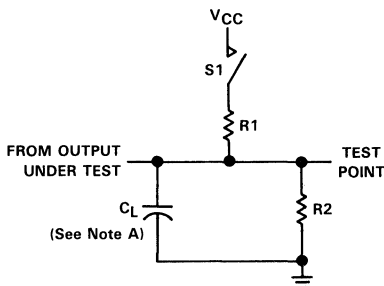 VCC
S1
R1
FROM OUTPUT
UNDER TEST
TEST
POINT
CL
(See Note A)
R2